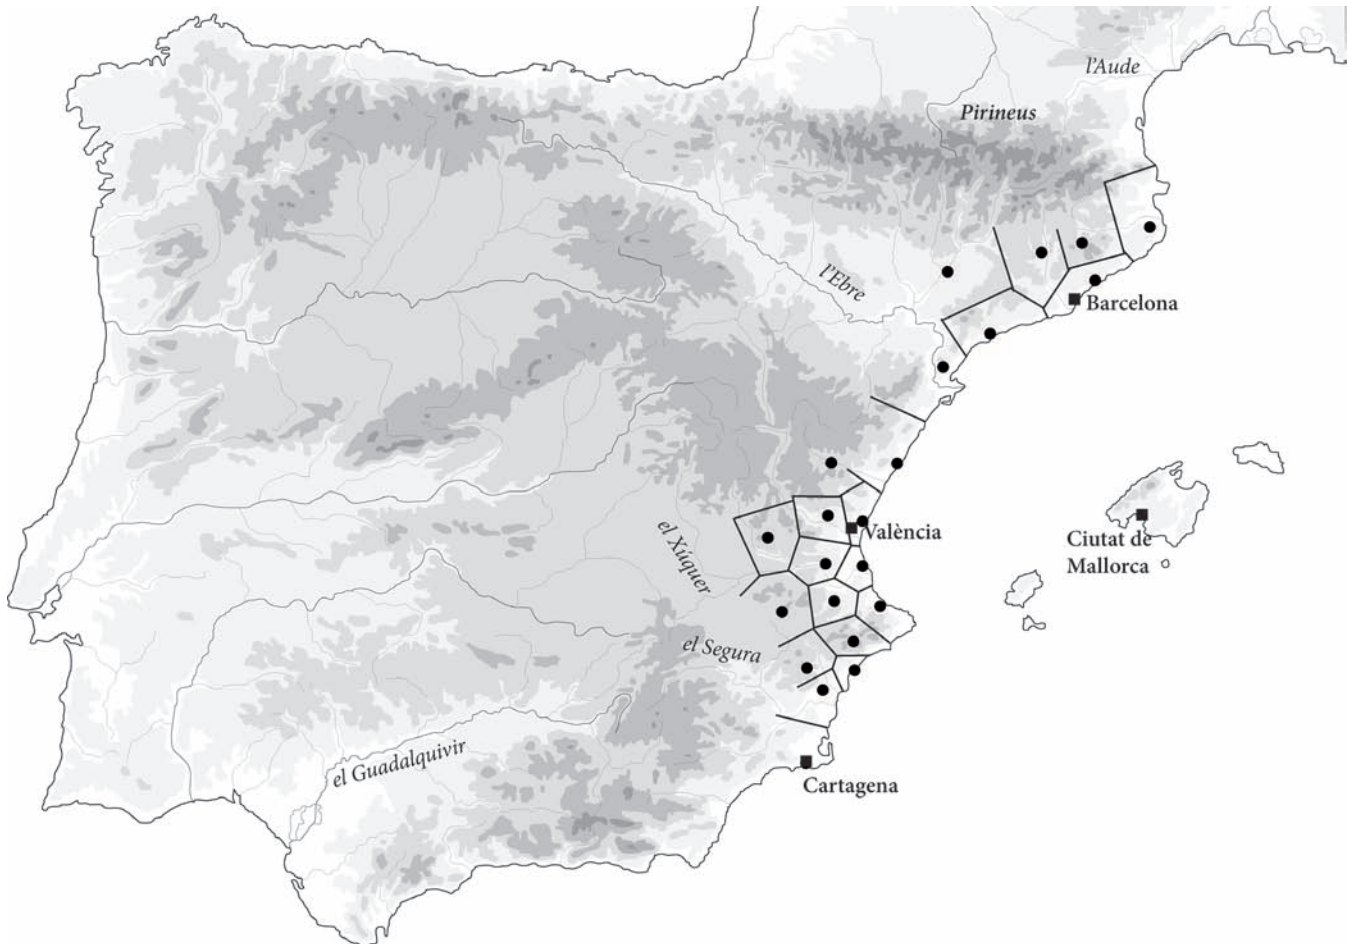 l'Aude
Pirineus
l'Ebre
Barcelona
el Xúquer
València
Ciutat de
Mallorca
el Segura
el Guadalquivir
Cartagena